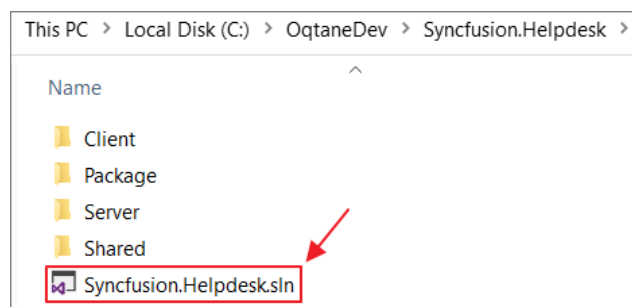 This PC > Local Disk (C:) > OqtaneDev > Syncfusion.Helpdesk >
Name
Client
Package
Server
Shared
Syncfusion.Helpdesk.sln